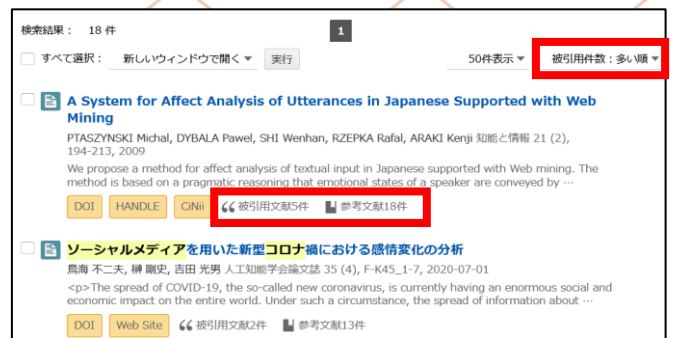 検索結果： 18 件
1
すべて選択： 新しいウィンドウで開く 実行 50件表示 被引用件数：多い順
A System for Affect Analysis of Utterances in Japanese Supported with Web
Mining
PTASZYNSKI Michal, DYBALA Pawel, SHI Wenhan, RZEPKA Rafal, ARAKI Kenji 知能と情報 21 (2),
194-213, 2009
We propose a method for affect analysis of textual input in Japanese supported with Web mining. The
method is based on a pragmatic reasoning that emotional states of a speaker are conveyed by ···
DOI HANDLE CiNii 被引用文献5件 参考文献18件
ソーシャルメディアを用いた新型コロナ禍における感情変化の分析
鳥海 不二夫, 榊 剛史, 吉田 光男 人工知能学会論文誌 35 (4), F-K45_1-7, 2020-07-01
<p>The spread of COVID-19, the so-called new coronavirus, is currently having an enormous social and
economic impact on the entire world. Under such a circumstance, the spread of information about ···
DOI Web Site 被引用文献2件 参考文献13件